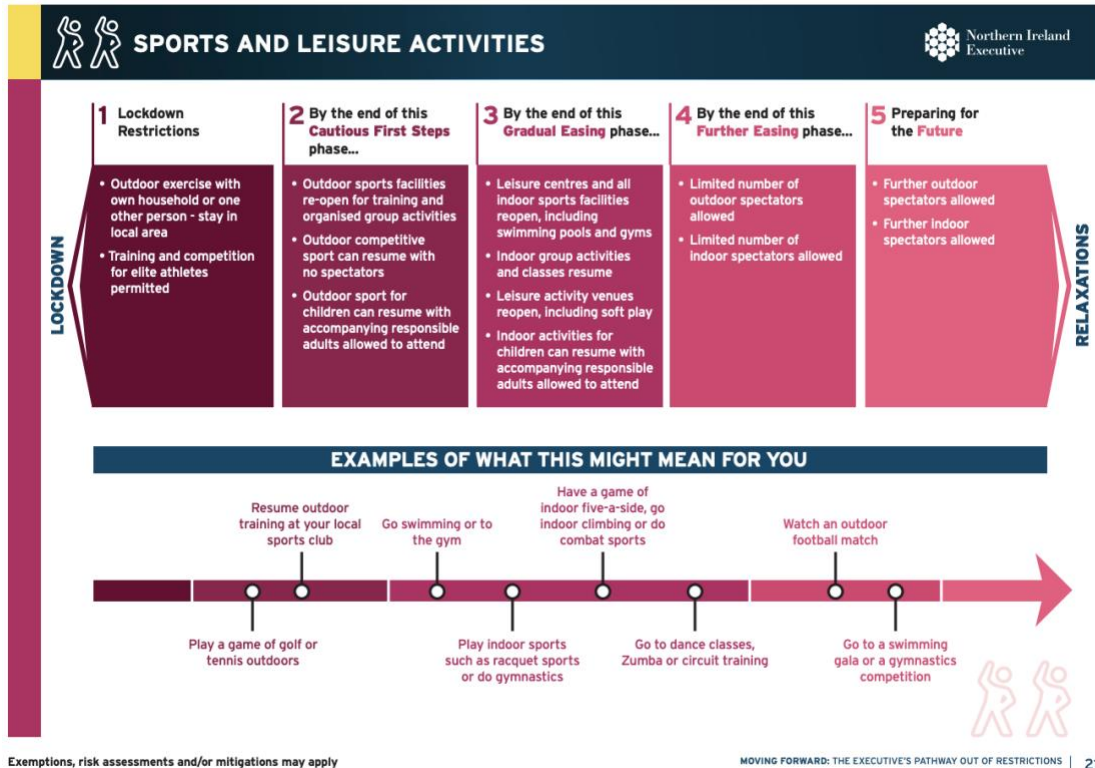 SPORTS AND LEISURE ACTIVITIES
Northern Ireland
Executive
1 Lockdown
Restrictions
2 By the end of this
Cautious First Steps
phase...
3 By the end of this
Gradual Easing phase...
4 By the end of this
Further Easing phase...
5 Preparing for
the Future
LOCKDOWN
• Outdoor exercise with
own household or one
other person - stay in
local area
• Training and competition
for elite athletes
permitted
• Outdoor sports facilities
re-open for training and
organised group activities
• Outdoor competitive
sport can resume with
no spectators
• Outdoor sport for
children can resume with
accompanying responsible
adults allowed to attend
• Leisure centres and all
indoor sports facilities
reopen, including
swimming pools and gyms
• Indoor group activities
and classes resume
• Leisure activity venues
reopen, including soft play
• Indoor activities for
children can resume with
accompanying responsible
adults allowed to attend
• Limited number of
outdoor spectators
allowed
• Limited number of
indoor spectators allowed
• Further outdoor
spectators allowed
• Further indoor
spectators allowed
RELAXATIONS
EXAMPLES OF WHAT THIS MIGHT MEAN FOR YOU
Resume outdoor
training at your local
sports club
Go swimming or to
the gym
Have a game of
indoor five-a-side, go
indoor climbing or do
combat sports
Watch an outdoor
football match
Play a game of golf or
tennis outdoors
Play indoor sports
such as racquet sports
or do gymnastics
Go to dance classes,
Zumba or circuit training
Go to a swimming
gala or a gymnastics
competition
Exemptions, risk assessments and/or mitigations may apply
MOVING FORWARD: THE EXECUTIVE'S PATHWAY OUT OF RESTRICTIONS |